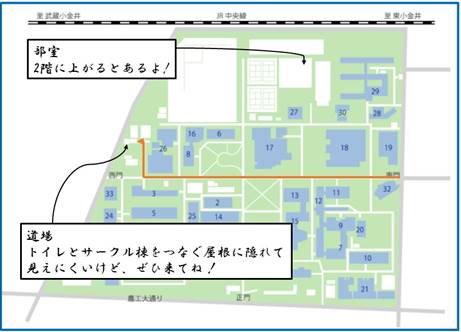 至 武蔵小金井 JR 中央線 至 東小金井
部室
2階に上がるとあるよ!
29
27
30
28
16
6
26
8
17
18
19
西門
東門
32
33
3
2
13
11
12
24
5
14
15
9
7
10
21
道場
トイレとサークル棟をつなぐ屋根に隠れて
見えにくいけど、ぜひ来てね!
農工大通り
正門